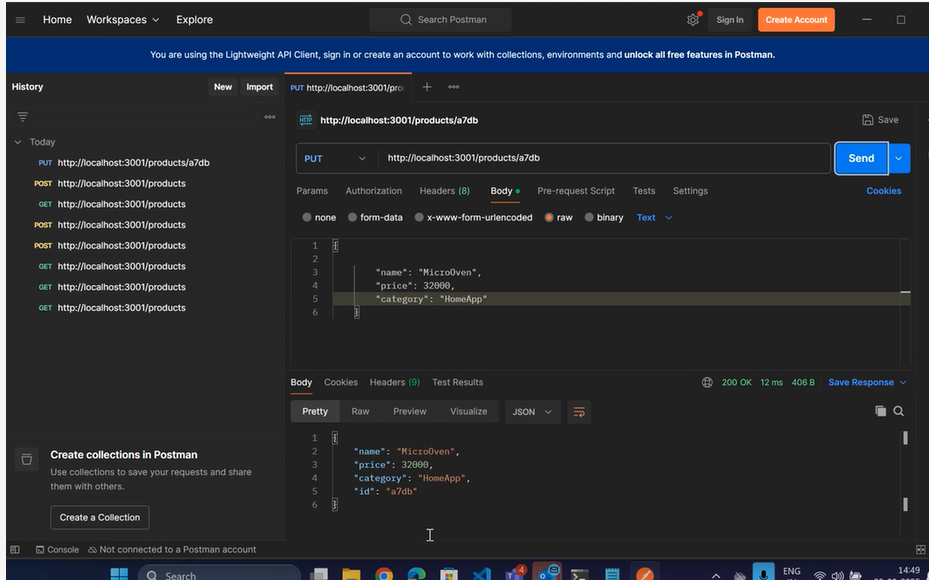 Home Workspaces Explore Search Postman Sign In Create Account
You are using the Lightweight API Client, sign in or create an account to work with collections, environments and unlock all free features in Postman.
History New Import PUT http://localhost:3001/pro
HTTP http://localhost:3001/products/a7db Save
Today
PUT http://localhost:3001/products/a7db
POST http://localhost:3001/products
GET http://localhost:3001/products
POST http://localhost:3001/products
POST http://localhost:3001/products
GET http://localhost:3001/products
GET http://localhost:3001/products
GET http://localhost:3001/products
Create collections in Postman
Use collections to save your requests and share
them with others.
Create a Collection
PUT http://localhost:3001/products/a7db Send
Params Authorization Headers (8) Body Pre-request Script Tests Settings Cookies
none form-data x-www-form-urlencoded raw binary Text
1 {
2
3 "name": "MicroOven",
4 "price": 32000,
5 "category": "HomeApp"
6 }
Body Cookies Headers (9) Test Results 200 OK 12 ms 406 B Save Response
Pretty Raw Preview Visualize JSON
1 {
2 "name": "MicroOven",
3 "price": 32000,
4 "category": "HomeApp",
5 "id": "a7db"
6 }
Console Not connected to a Postman account
Search 4 ENG 14:49